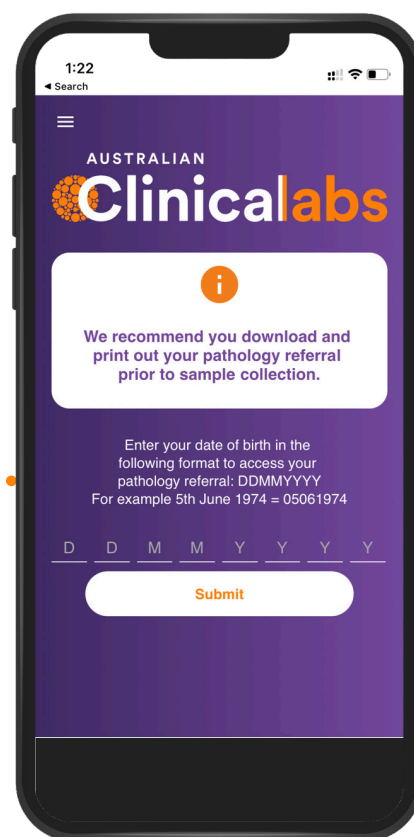 1:22
◀ Search
AUSTRALIAN
Clinicalabs
i
We recommend you download and
print out your pathology referral
prior to sample collection.
Enter your date of birth in the
following format to access your
pathology referral: DDMMYYYY
For example 5th June 1974 = 05061974
D D M M Y Y Y Y
Submit